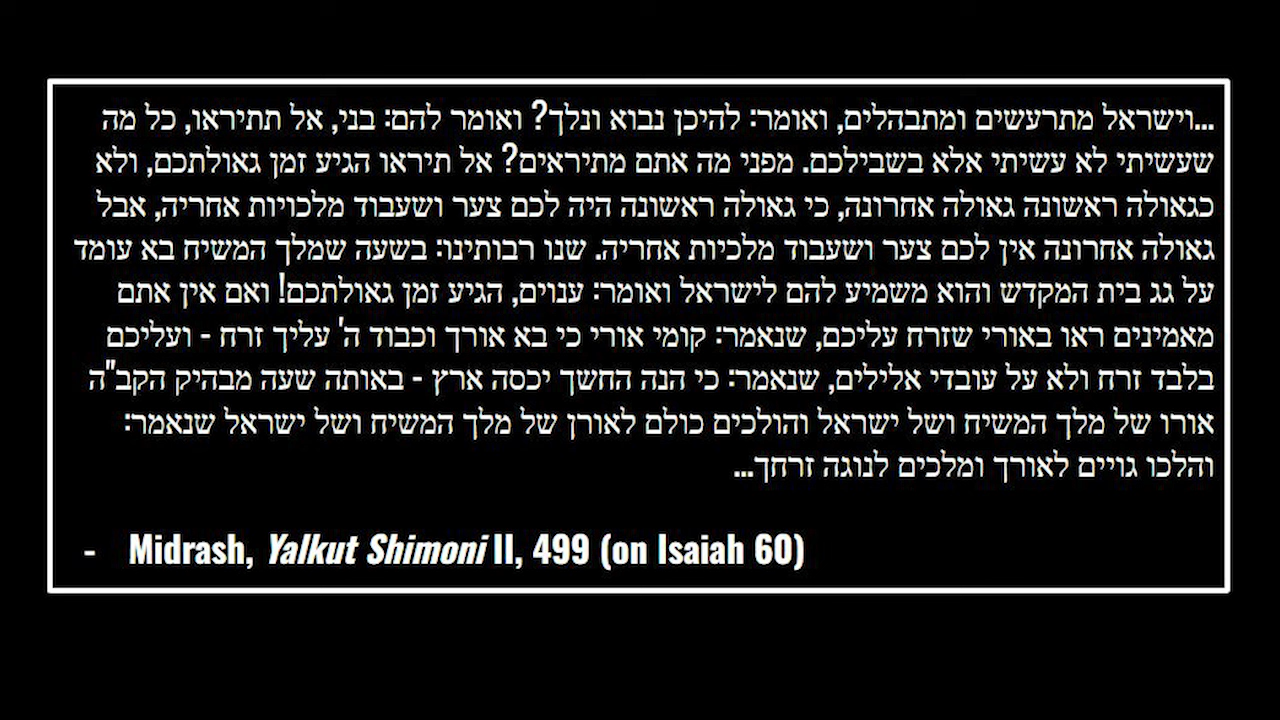 ...וישראל מתרעשים ומתבהלים, ואומר: להיכן נבוא ונלך? ואומר להם: בני, אל תתיראו, כל מה
שעשיתי לא עשיתי אלא בשבילכם. מפני מה אתם מתיראים? אל תיראו הגיע זמן גאולתכם, ולא
כגאולה ראשונה גאולה אחרונה, כי גאולה ראשונה היה לכם צער ושעבוד מלכויות אחריה, אבל
גאולה אחרונה אין לכם צער ושעבוד מלכיות אחריה. שנו רבותינו: בשעה שמלך המשיח בא עומד
על גג בית המקדש והוא משמיע להם לישראל ואומר: ענוים, הגיע זמן גאולתכם! ואם אין אתם
מאמינים ראו באורי שזרח עליכם, שנאמר: קומי אורי כי בא אורך וכבוד ה' עליך זרח - ועליכם
בלבד זרח ולא על עובדי אלילים, שנאמר: כי הנה החשך יכסה ארץ - באותה שעה מבהיק הקב"ה
אורו של מלך המשיח ושל ישראל והולכים כולם לאורן של מלך המשיח ושל ישראל שנאמר:
והלכו גויים לאורך ומלכים לנוגה זרחך...
- Midrash, Yalkut Shimoni II, 499 (on Isaiah 60)